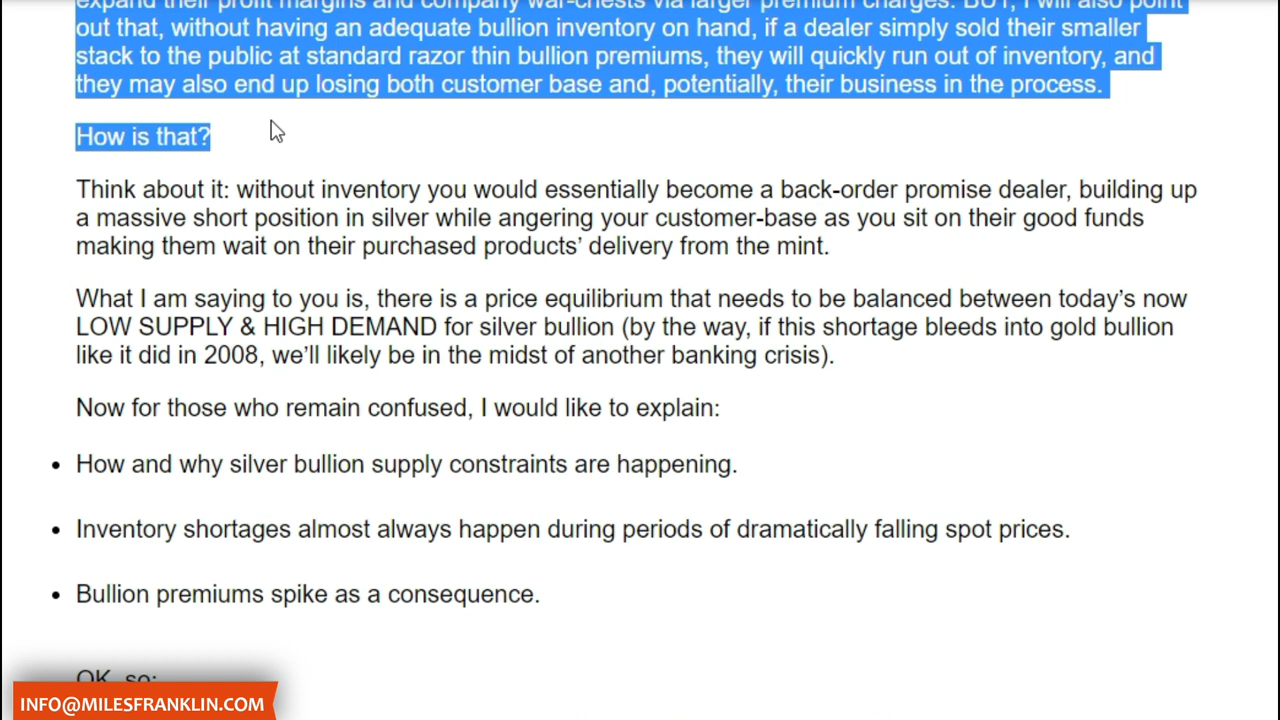 expand their profit margins and company war-chests via larger premium charges. BUT, I will also point
out that, without having an adequate bullion inventory on hand, if a dealer simply sold their smaller
stack to the public at standard razor thin bullion premiums, they will quickly run out of inventory, and
they may also end up losing both customer base and, potentially, their business in the process.
How is that?
Think about it: without inventory you would essentially become a back-order promise dealer, building up
a massive short position in silver while angering your customer-base as you sit on their good funds
making them wait on their purchased products’ delivery from the mint.
What I am saying to you is, there is a price equilibrium that needs to be balanced between today’s now
LOW SUPPLY & HIGH DEMAND for silver bullion (by the way, if this shortage bleeds into gold bullion
like it did in 2008, we’ll likely be in the midst of another banking crisis).
Now for those who remain confused, I would like to explain:
• How and why silver bullion supply constraints are happening.
• Inventory shortages almost always happen during periods of dramatically falling spot prices.
• Bullion premiums spike as a consequence.
OK, so:
INFO@MILESFRANKLIN.COM